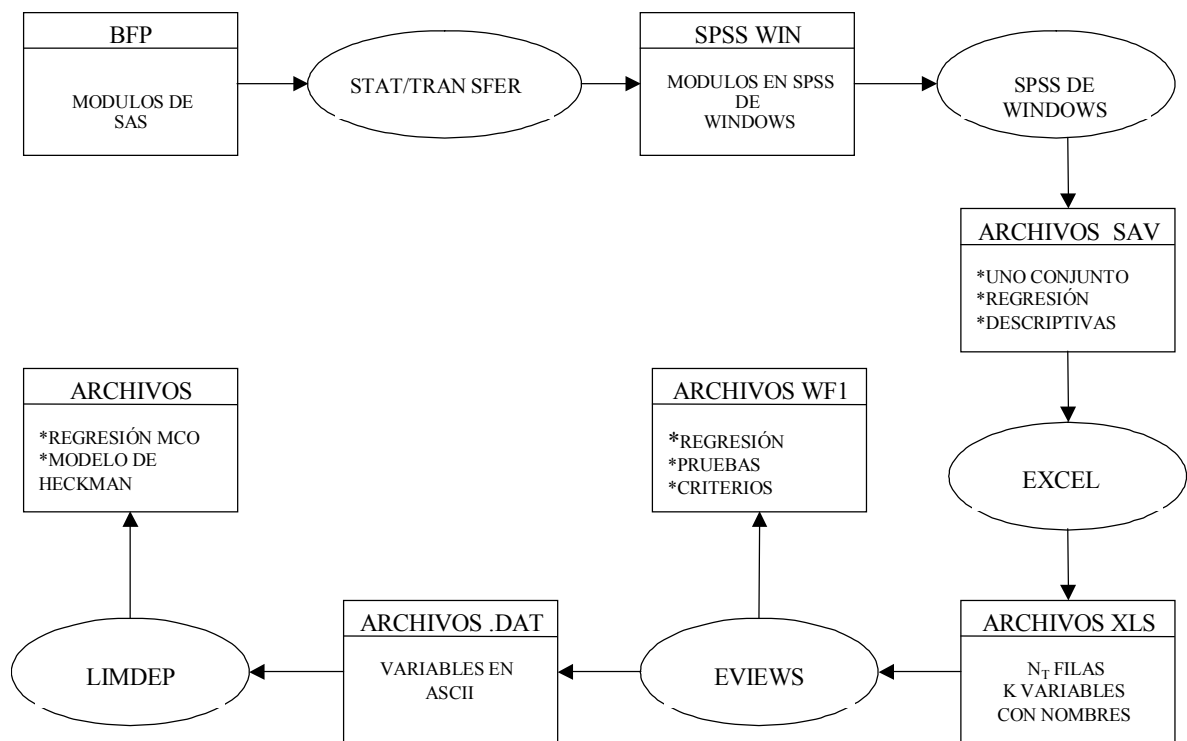 BFP
MODULOS DE
SAS
STAT/TRAN SFER
SPSS WIN
MODULOS EN SPSS
DE
WINDOWS
SPSS DE
WINDOWS
ARCHIVOS SAV
*UNO CONJUNTO
*REGRESIÓN
*DESCRIPTIVAS
EXCEL
ARCHIVOS XLS
N_T FILAS
K VARIABLES
CON NOMBRES
EVIEWS
ARCHIVOS WF1
*REGRESIÓN
*PRUEBAS
*CRITERIOS
ARCHIVOS .DAT
VARIABLES EN
ASCII
LIMDEP
ARCHIVOS
*REGRESIÓN MCO
*MODELO DE
HECKMAN